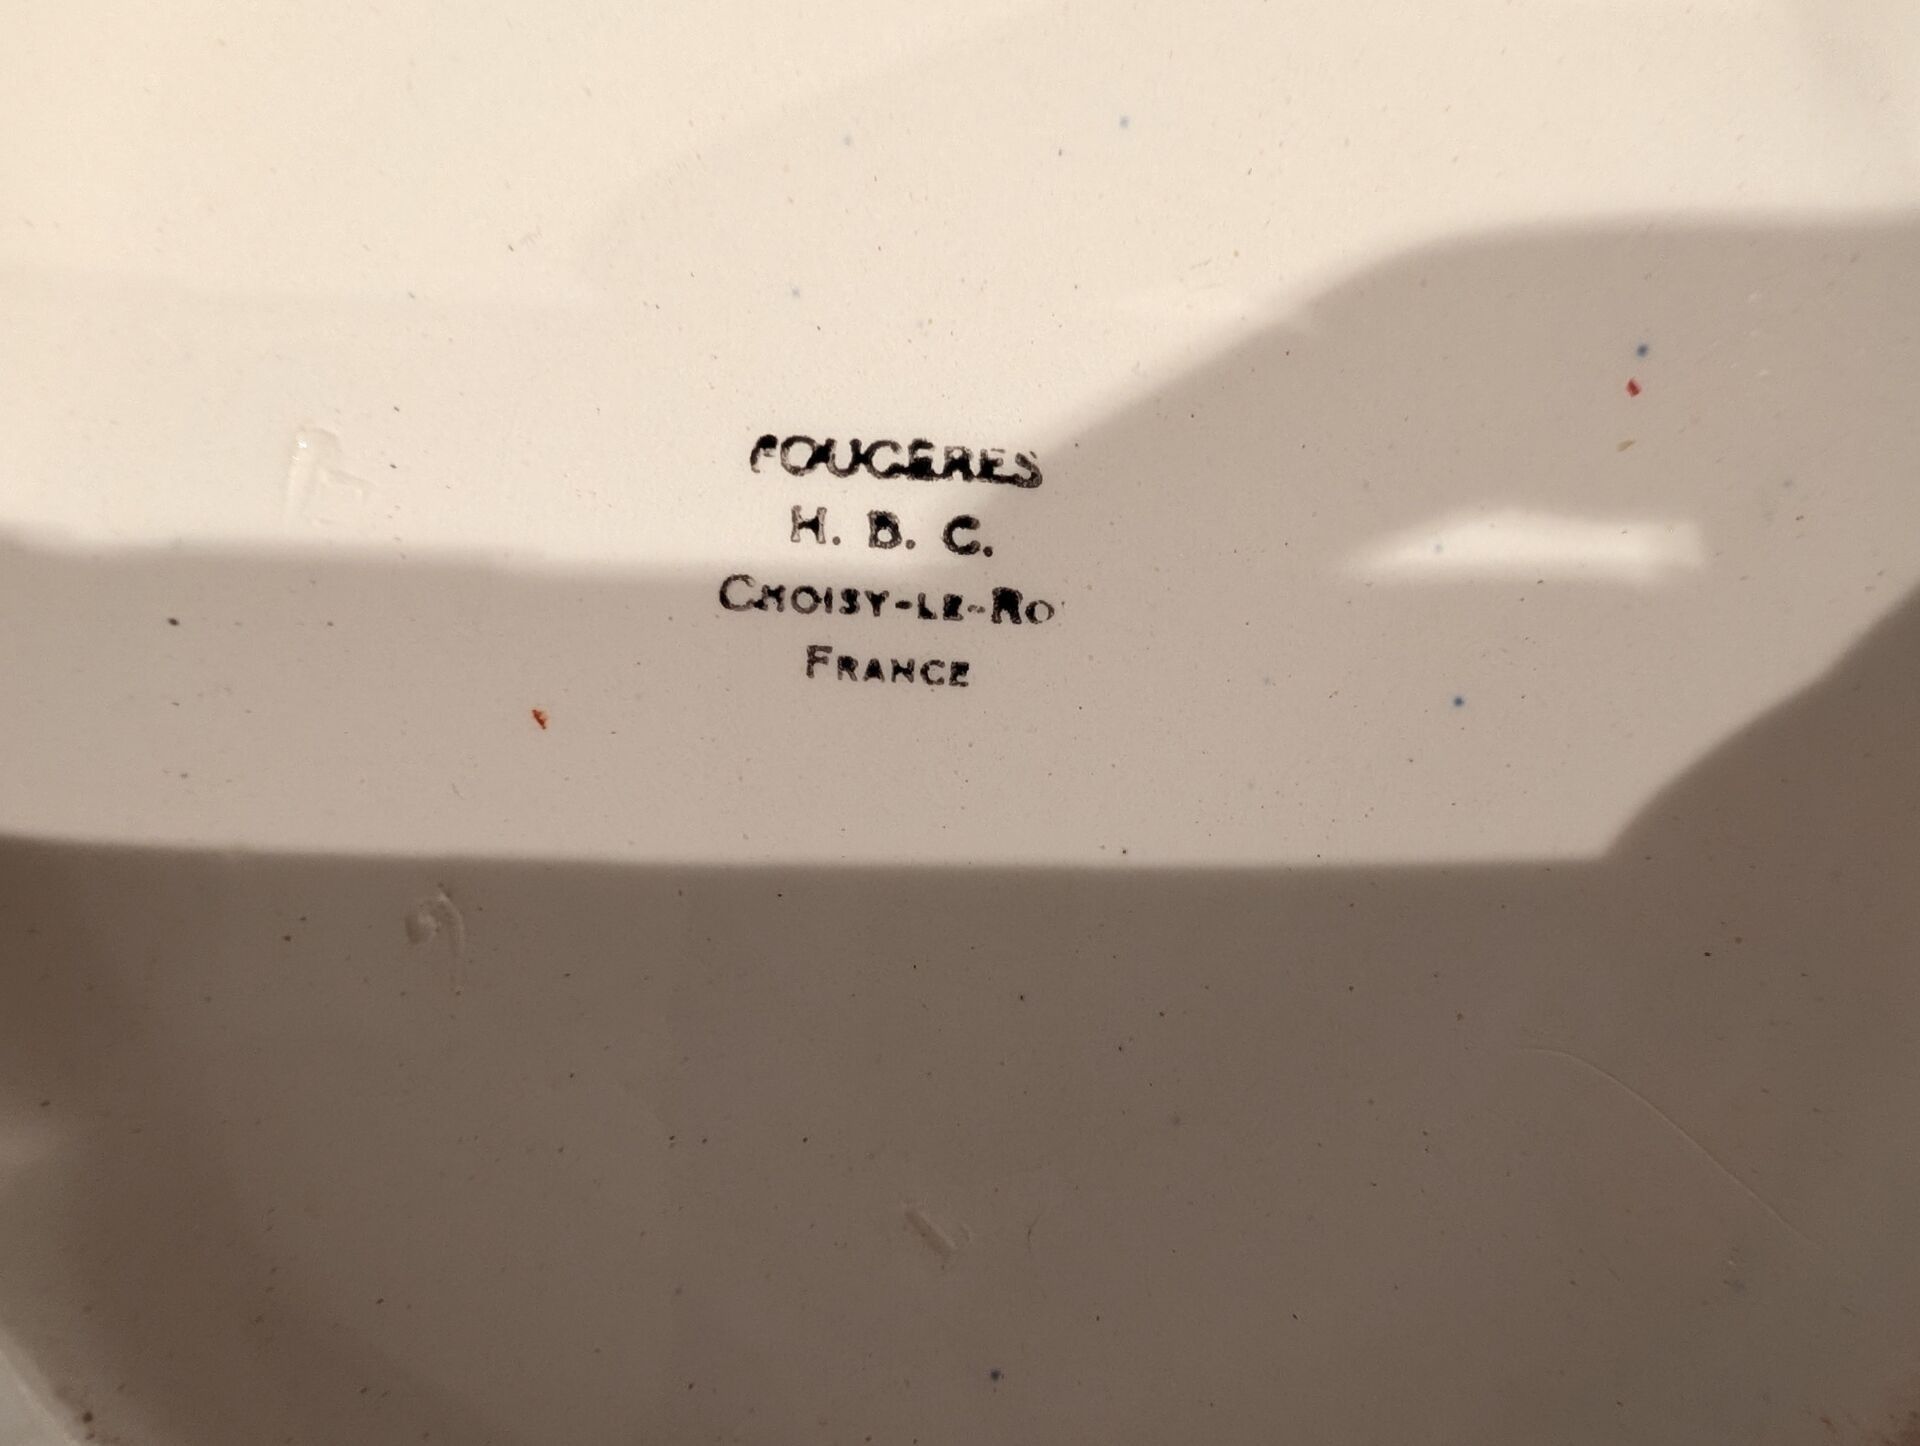 FOUGERES
H. B. C.
CHOISY-LE-RO
FRANCE